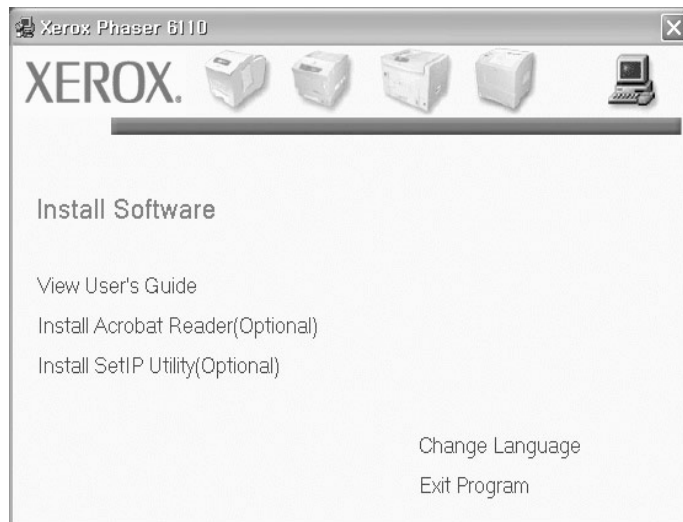 Xerox Phaser 6110
XEROX.
Install Software
View User's Guide
Install Acrobat Reader(Optional)
Install SetIP Utility(Optional)
Change Language
Exit Program